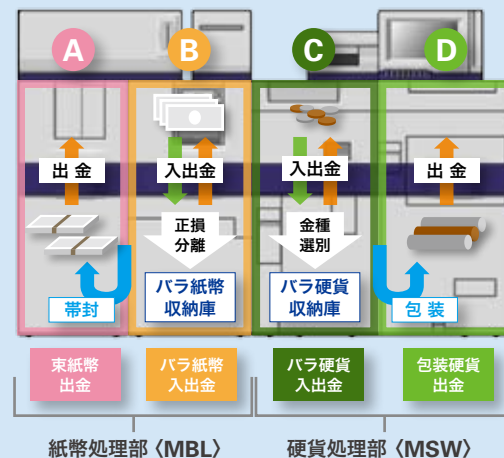 A
B
C
D
出金
入出金
入出金
出金
正損
分離
金種
選別
帯封
バラ紙幣
収納庫
バラ硬貨
収納庫
包装
束紙幣
出金
バラ紙幣
入出金
バラ硬貨
入出金
包装硬貨
出金
紙幣処理部〈MBL〉
硬貨処理部〈MSW〉